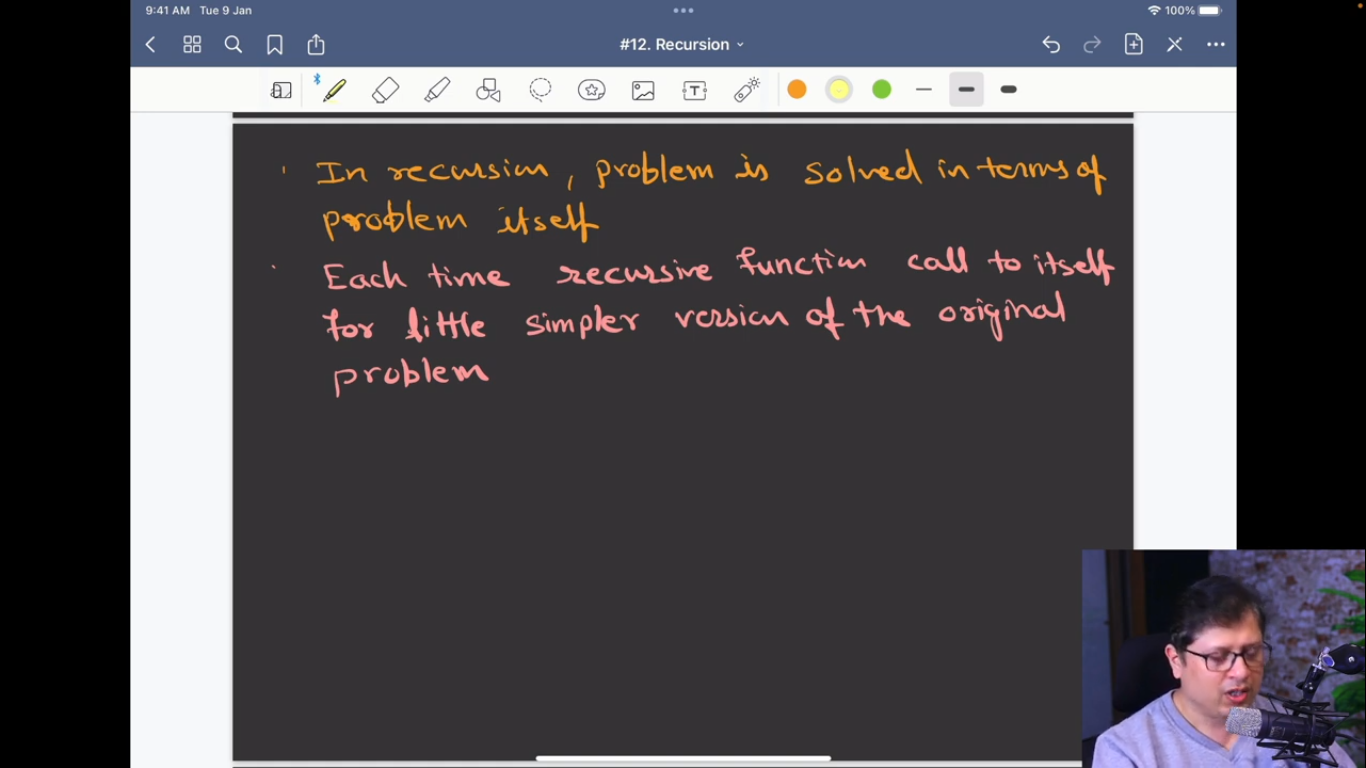 9:41 AM Tue 9 Jan
100%
#12. Recursion
T
In recursion, problem is solved in terms of
problem itself
Each time recursive function call to itself
for little simpler version of the original
problem